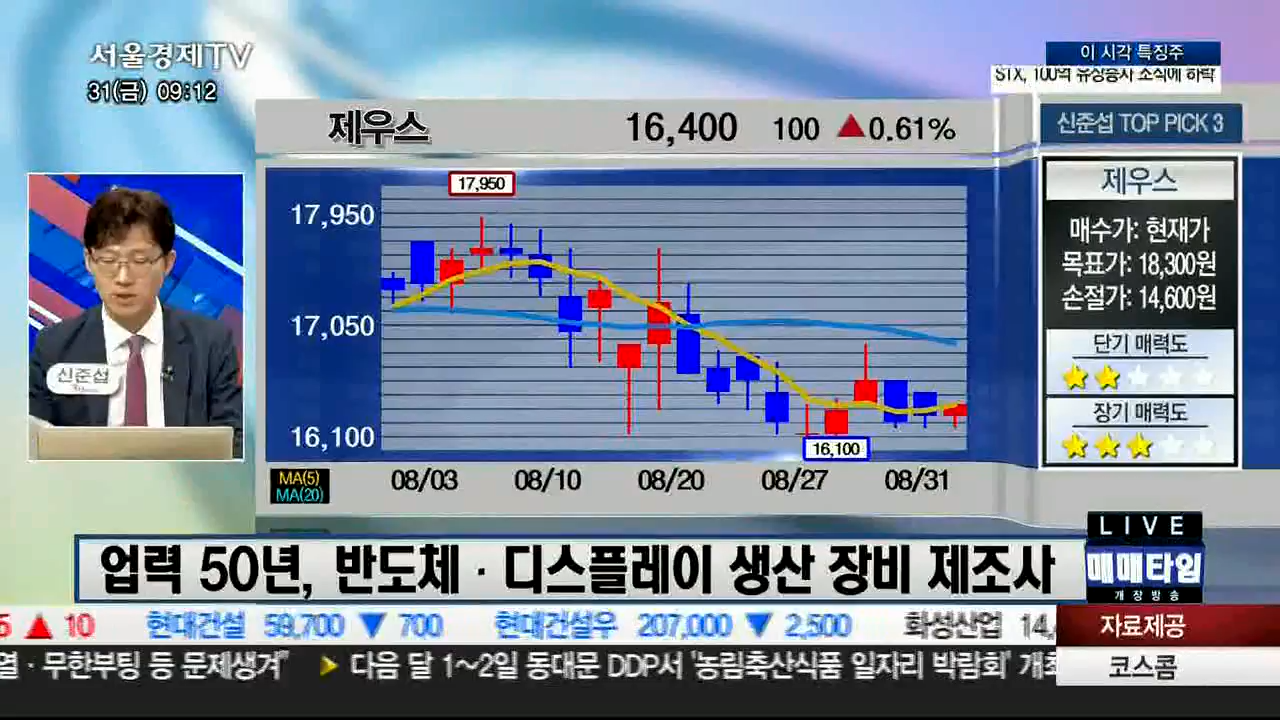 서울경제TV
31(금) 09:12
이 시각 특징주
STX, 100억 유상증자 소식에 하락
제우스 16,400 100 ▲0.61%
신준섭 TOP PICK 3
제우스
매수가: 현재가
목표가: 18,300원
손절가: 14,600원
단기 매력도
장기 매력도
17,950
17,950
17,050
16,100
16,100
08/03 08/10 08/20 08/27 08/31
MA(5)
MA(20)
신준섭
업력 50년, 반도체 · 디스플레이 생산 장비 제조사
LIVE
매매타임
개장방송
5 ▲ 10 현대건설 59,700 ▼ 700 현대건설우 207,000 ▼ 2,500 화성산업 14,
자료제공
열 · 무한부팅 등 문제생겨" ▶ 다음 달 1~2일 동대문 DDP서 '농림축산식품 일자리 박람회' 개최
코스콤